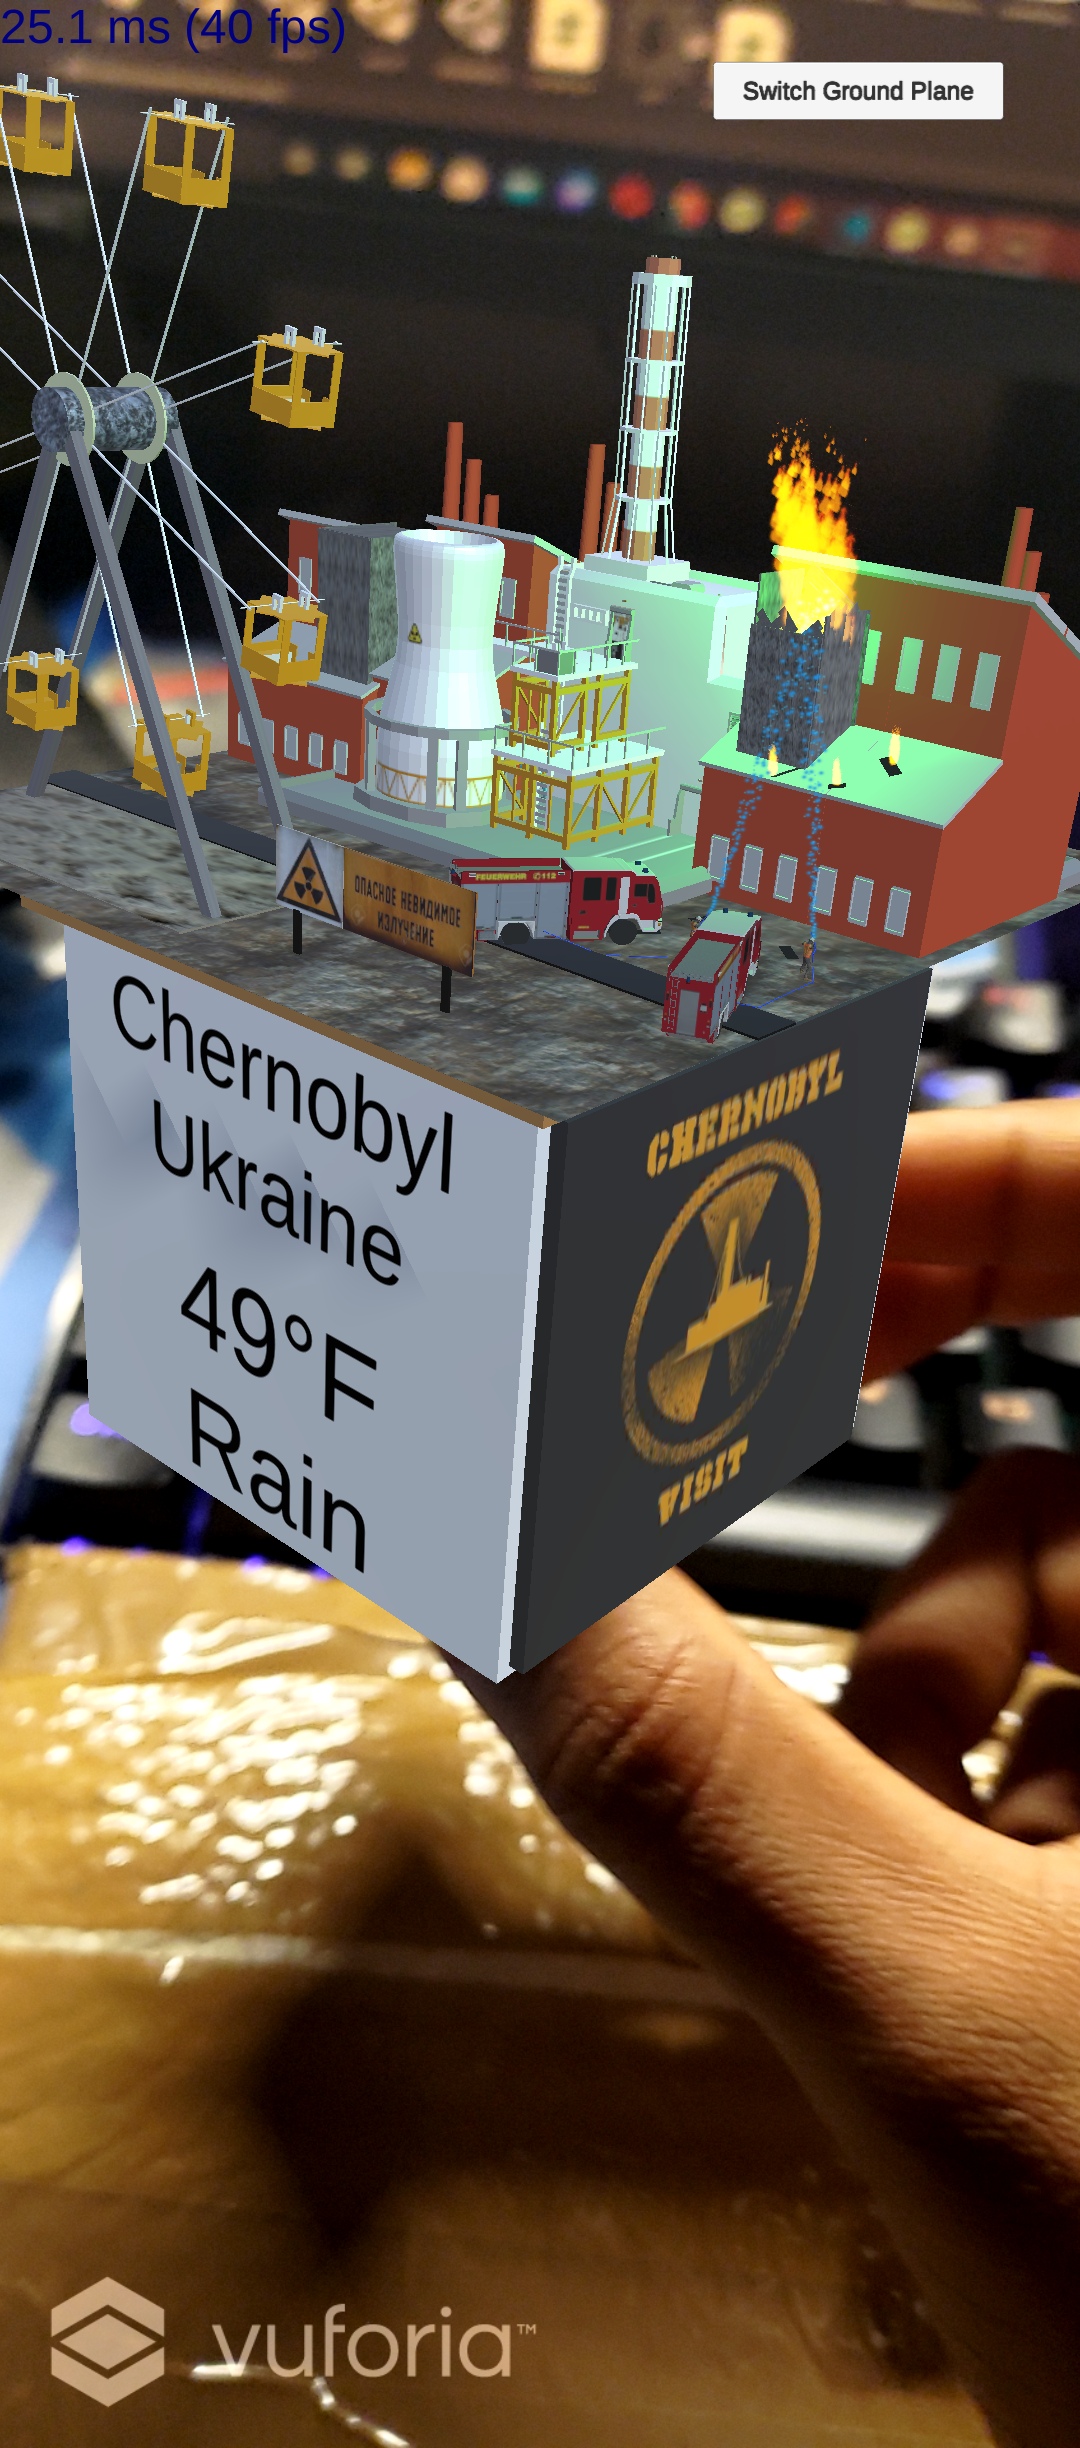 25.1 ms (40 fps)
Switch Ground Plane
FEUERWEHR ✆112
ОПАСНОЕ НЕВИДИМОЕ
ИЗЛУЧЕНИЕ
Chernobyl
Ukraine
49°F
Rain
CHERNOBYL
VISIT
vuforia™